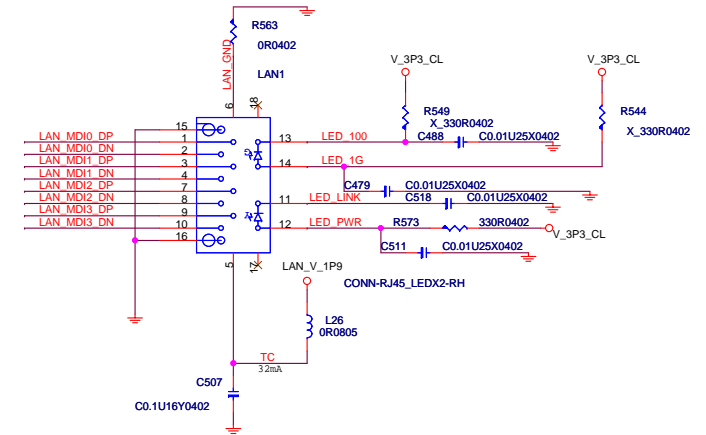 R563
0R0402
LAN_GND
LAN1
V_3P3_CL
V_3P3_CL
6
18
R549
X_330R0402
R544
X_330R0402
15
LAN_MDI0_DP
1
13
LED_100
C488
C0.01U25X0402
LAN_MDI0_DN
2
LAN_MDI1_DP
3
14
LED_1G
LAN_MDI1_DN
4
C479
C0.01U25X0402
LAN_MDI2_DP
7
LAN_MDI2_DN
8
11
LED_LINK
C518
C0.01U25X0402
LAN_MDI3_DP
9
LAN_MDI3_DN
10
12
LED_PWR
R573
330R0402
V_3P3_CL
16
C511
C0.01U25X0402
5
17
LAN_V_1P9
CONN-RJ45_LEDX2-RH
L26
0R0805
TC
32mA
C507
C0.1U16Y0402